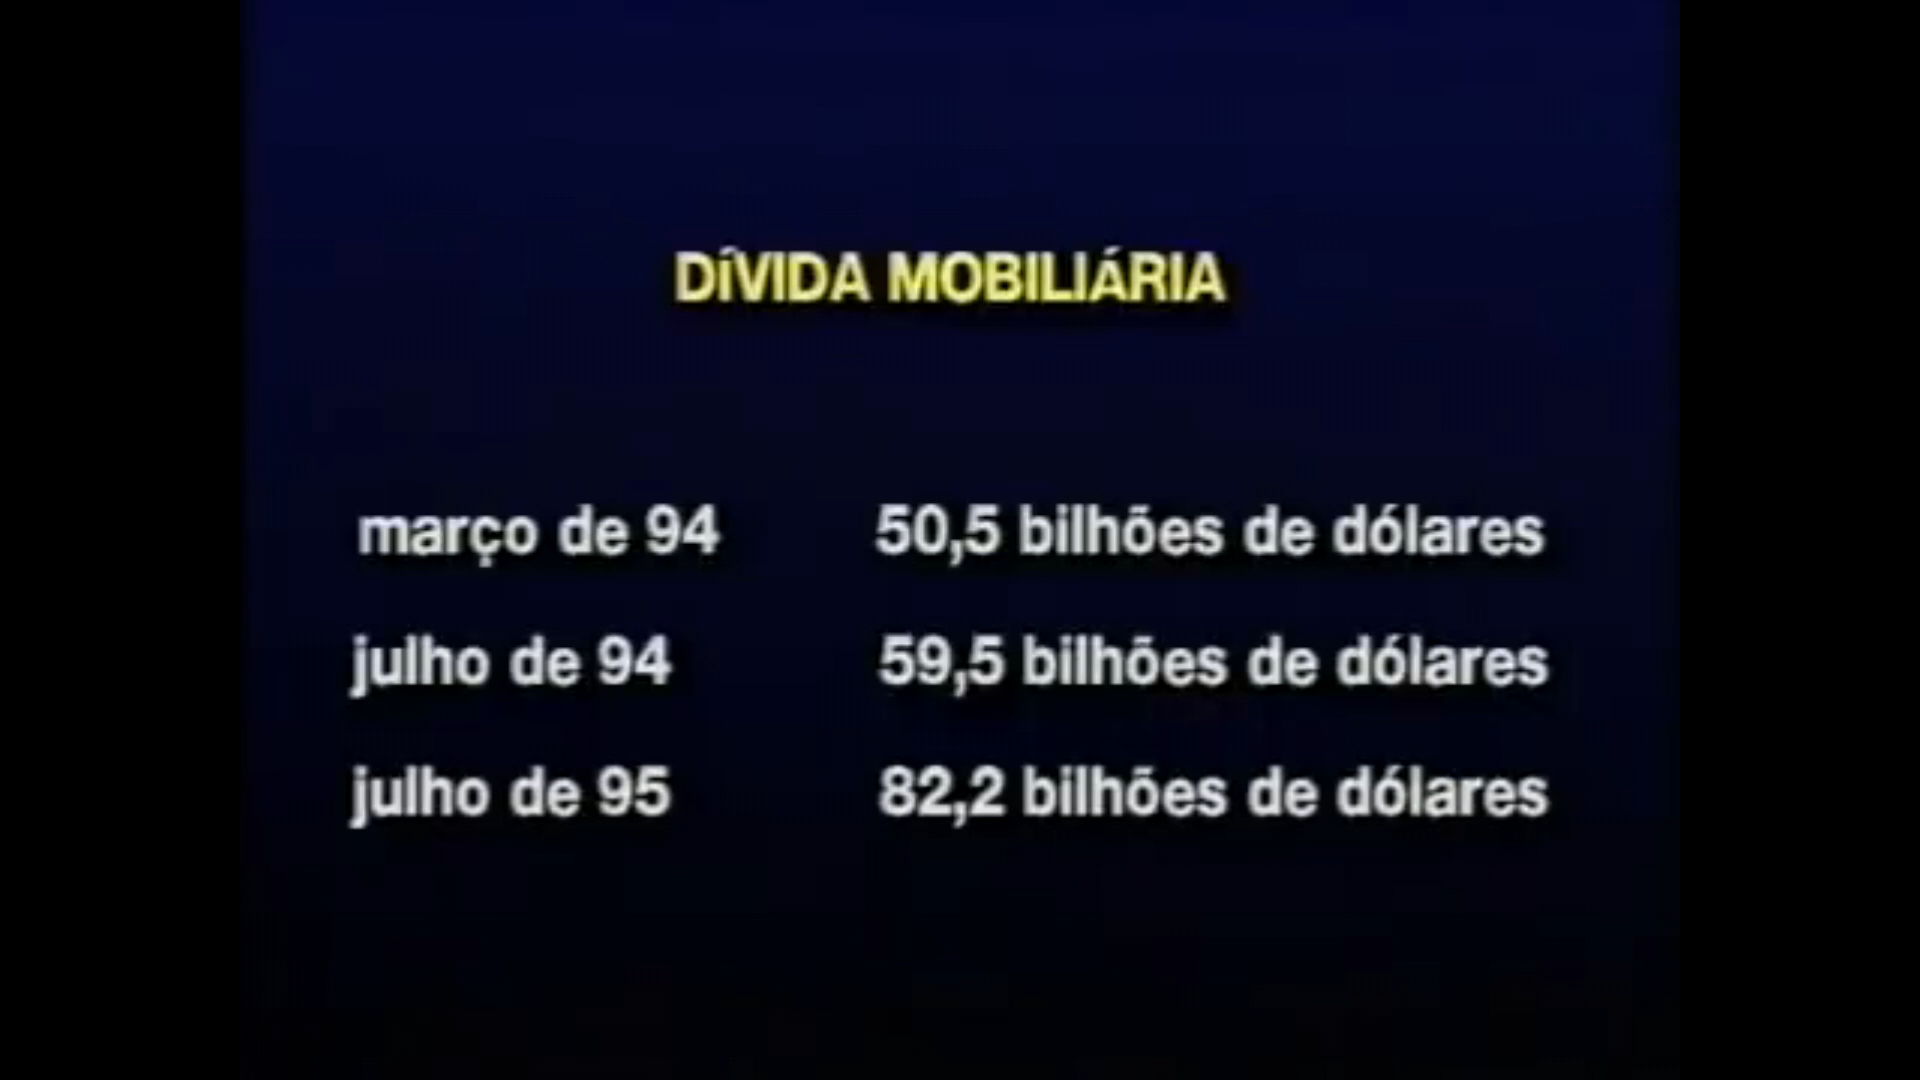 DÍVIDA MOBILIÁRIA
março de 94 50,5 bilhões de dólares
julho de 94 59,5 bilhões de dólares
julho de 95 82,2 bilhões de dólares